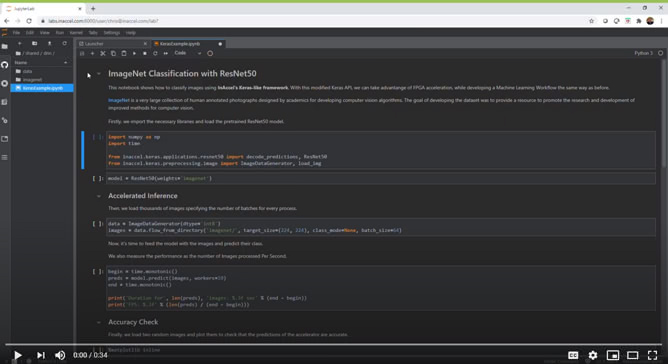 JupyterLab
labs.inaccel.com:8000/user/chris@inaccel.com/lab?
File Edit View Run Kernel Tabs Settings Help
Launcher
KerasExample.ipynb
Code
Python 3
/ shared / dev /
Name
data
imagenet
KerasExample.ipynb
ImageNet Classification with ResNet50
This notebook shows how to classify images using InAccel's Keras-like framework. With this modified Keras API, we can take advantage of FPGA acceleration, while developing a Machine Learning Workflow the same way as before.
ImageNet is a very large collection of human annotated photographs designed by academics for developing computer vision algorithms. The goal of developing the dataset was to provide a resource to promote the research and development of
improved methods for computer vision.
Firstly, we import the necessary libraries and load the pretrained ResNet50 model.
[ ]: import numpy as np
import time
from inaccel.keras.applications.resnet50 import decode_predictions, ResNet50
from inaccel.keras.preprocessing.image import ImageDataGenerator, load_img
[ ]: model = ResNet50(weights='imagenet')
Accelerated Inference
Then, we load thousands of images specifying the number of batches for every process.
[ ]: data = ImageDataGenerator(dtype='int8')
images = data.flow_from_directory('imagenet/', target_size=(224, 224), class_mode=None, batch_size=64)
Now, it's time to feed the model with the images and predict their class.
We also measure the performance as the number of Images processed Per Second.
[ ]: begin = time.monotonic()
preds = model.predict(images, workers=10)
end = time.monotonic()
print('Duration for', len(preds), 'images: %.3f sec' % (end - begin))
print('FPS: %.3f' % (len(preds) / (end - begin)))
Accuracy Check
Finally, we load two random images and plot them to check that the predictions of the accelerator are accurate.
%matplotlib inline
0:00 / 0:34